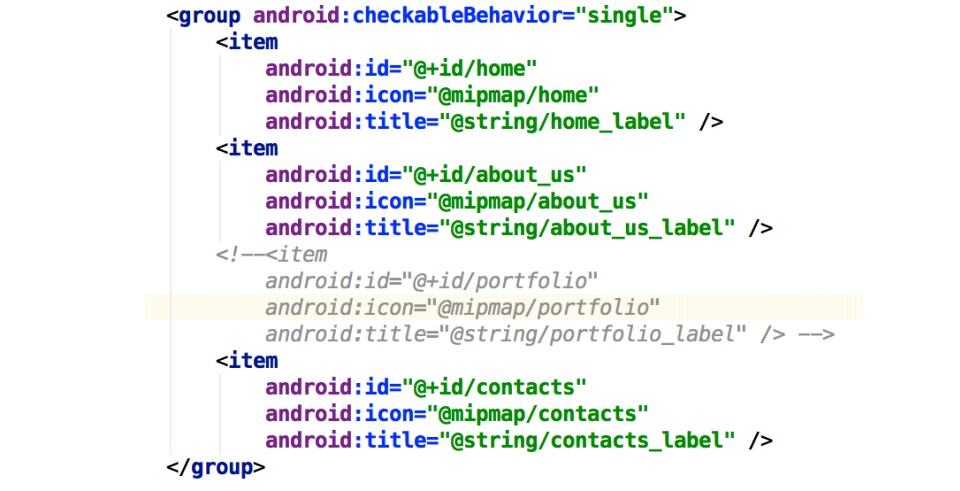 <group android:checkableBehavior="single">
<item
android:id="@+id/home"
android:icon="@mipmap/home"
android:title="@string/home_label" />
<item
android:id="@+id/about_us"
android:icon="@mipmap/about_us"
android:title="@string/about_us_label" />
<!--<item
android:id="@+id/portfolio"
android:icon="@mipmap/portfolio"
android:title="@string/portfolio_label" /> -->
<item
android:id="@+id/contacts"
android:icon="@mipmap/contacts"
android:title="@string/contacts_label" />
</group>